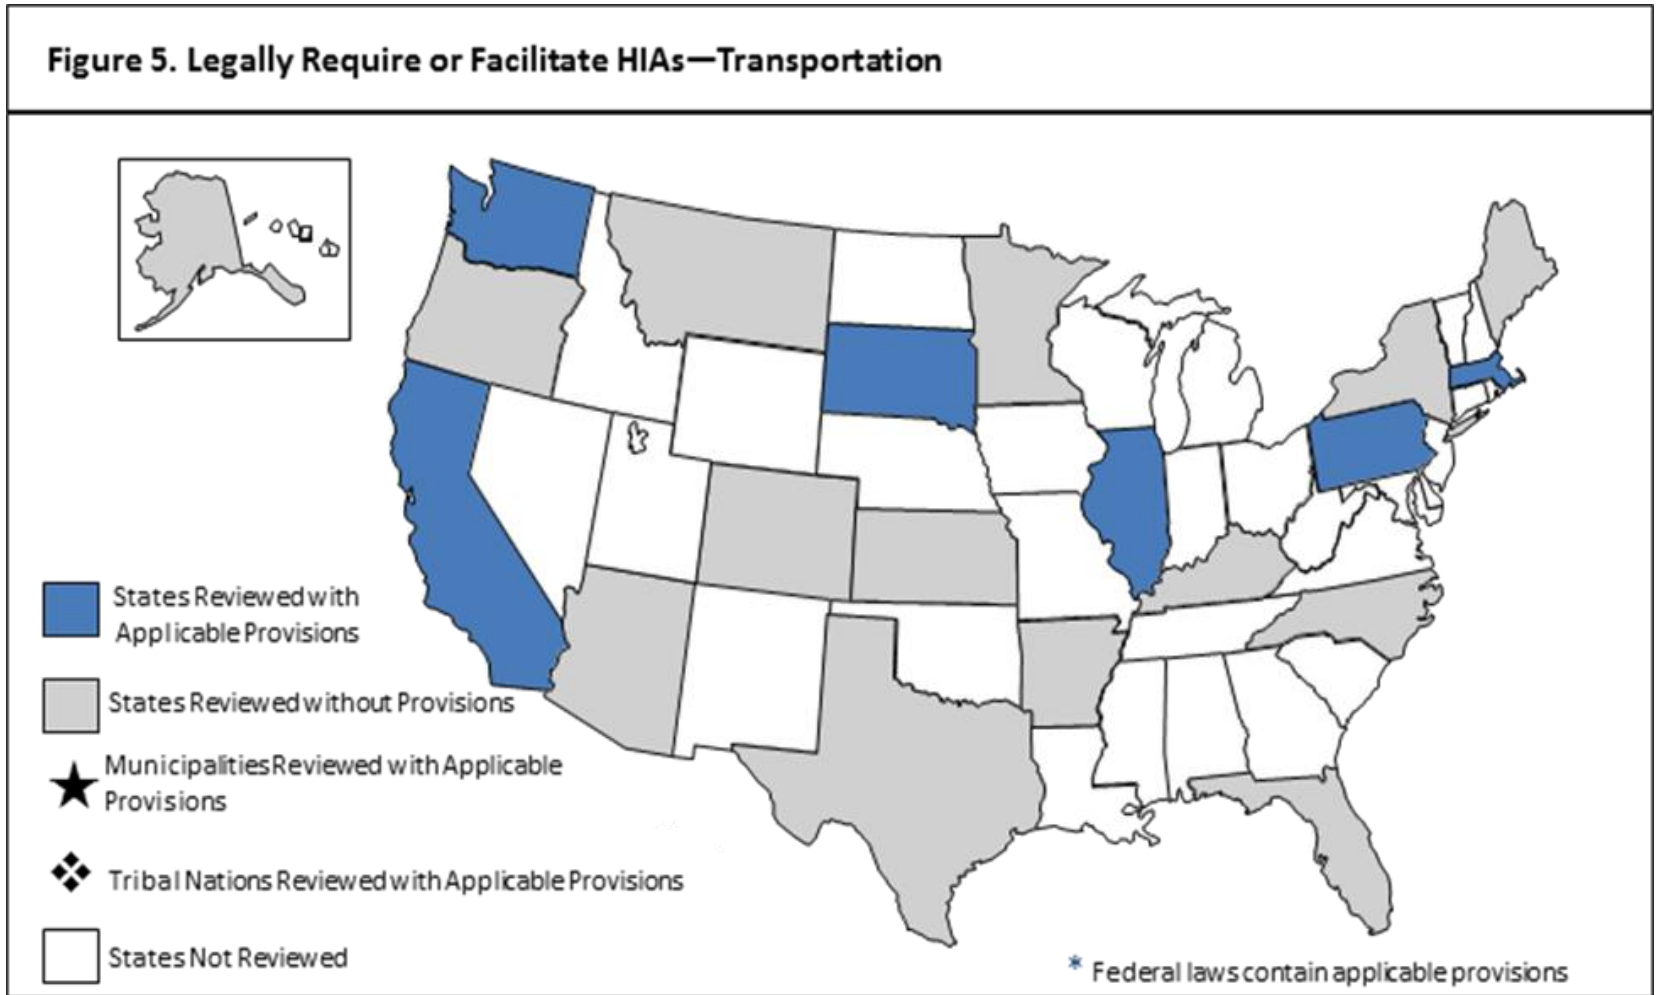 Figure 5. Legally Require or Facilitate HIAs—Transportation
States Reviewed with
Applicable Provisions
States Reviewed without Provisions
Municipalities Reviewed with Applicable
Provisions
Tribal Nations Reviewed with Applicable Provisions
States Not Reviewed
* Federal laws contain applicable provisions